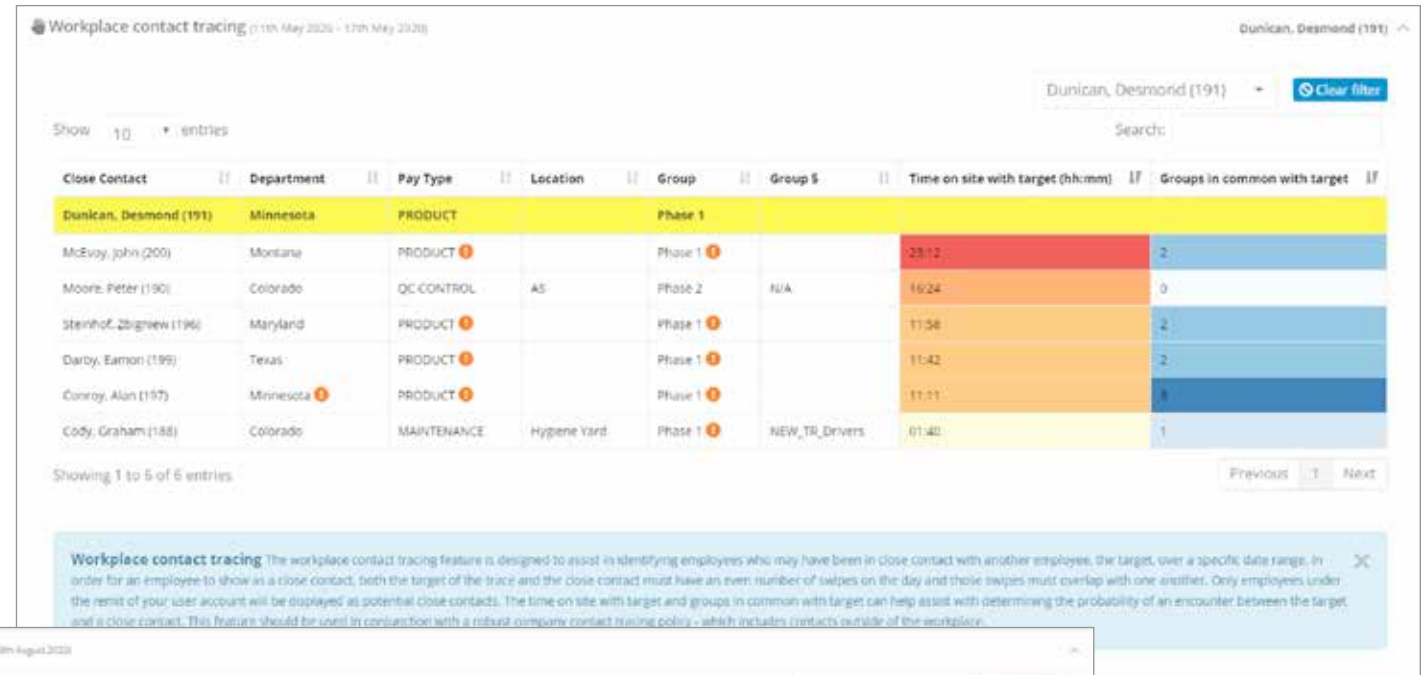 Workplace contact tracing (11th May 2020 - 17th May 2020)
Dunican, Desmond (191)
Dunican, Desmond (191) Clear filter
Show 10 entries Search:
Close Contact Department Pay Type Location Group Group 5 Time on site with target (hh:mm) Groups in common with target
Dunican, Desmond (191) Minnesota PRODUCT Phase 1
McEvoy, John (200) Montana PRODUCT Phase 1 23:12 2
Moore, Peter (190) Colorado QC CONTROL AS Phase 2 N/A 16:24 0
Steinhof, Zbigniew (196) Maryland PRODUCT Phase 1 11:58 2
Darby, Eamon (199) Texas PRODUCT Phase 1 11:42 2
Conroy, Alan (197) Minnesota PRODUCT Phase 1 11:11 3
Cody, Graham (188) Colorado MAINTENANCE Hygiene Yard Phase 1 NEW_TR_Drivers 01:40 1
Showing 1 to 6 of 6 entries
Previous 1 Next
Workplace contact tracing The workplace contact tracing feature is designed to assist in identifying employees who may have been in close contact with another employee, the target, over a specific date range. In
order for an employee to show as a close contact, both the target of the trace and the close contact must have an even number of swipes on the day and those swipes must overlap with one another. Only employees under
the remit of your user account will be displayed as potential close contacts. The time on site with target and groups in common with target can help assist with determining the probability of an encounter between the target
and a close contact. This feature should be used in conjunction with a robust company contact tracing policy - which includes contacts outside of the workplace.
August 2020)